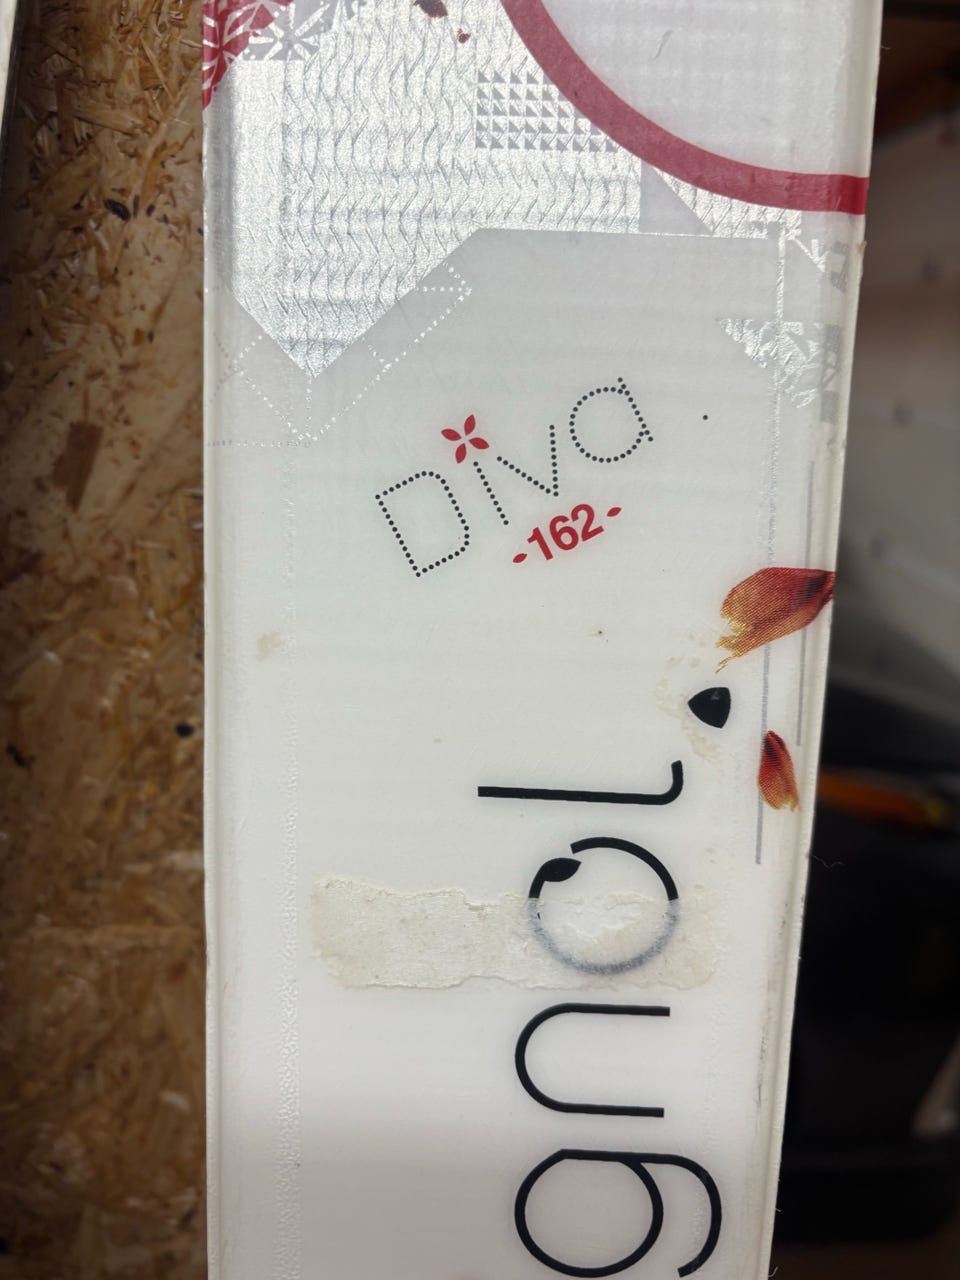 Diva
-162-
gnol.